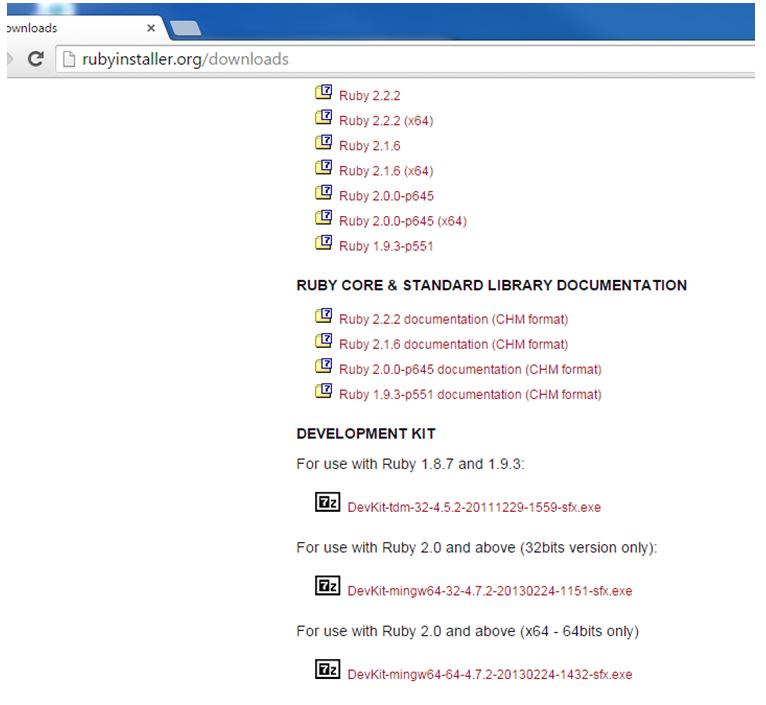 ownloads
rubyinstaller.org/downloads
Ruby 2.2.2
Ruby 2.2.2 (x64)
Ruby 2.1.6
Ruby 2.1.6 (x64)
Ruby 2.0.0-p645
Ruby 2.0.0-p645 (x64)
Ruby 1.9.3-p551
RUBY CORE & STANDARD LIBRARY DOCUMENTATION
Ruby 2.2.2 documentation (CHM format)
Ruby 2.1.6 documentation (CHM format)
Ruby 2.0.0-p645 documentation (CHM format)
Ruby 1.9.3-p551 documentation (CHM format)
DEVELOPMENT KIT
For use with Ruby 1.8.7 and 1.9.3:
7z DevKit-tdm-32-4.5.2-20111229-1559-sfx.exe
For use with Ruby 2.0 and above (32bits version only):
7z DevKit-mingw64-32-4.7.2-20130224-1151-sfx.exe
For use with Ruby 2.0 and above (x64 - 64bits only)
7z DevKit-mingw64-64-4.7.2-20130224-1432-sfx.exe